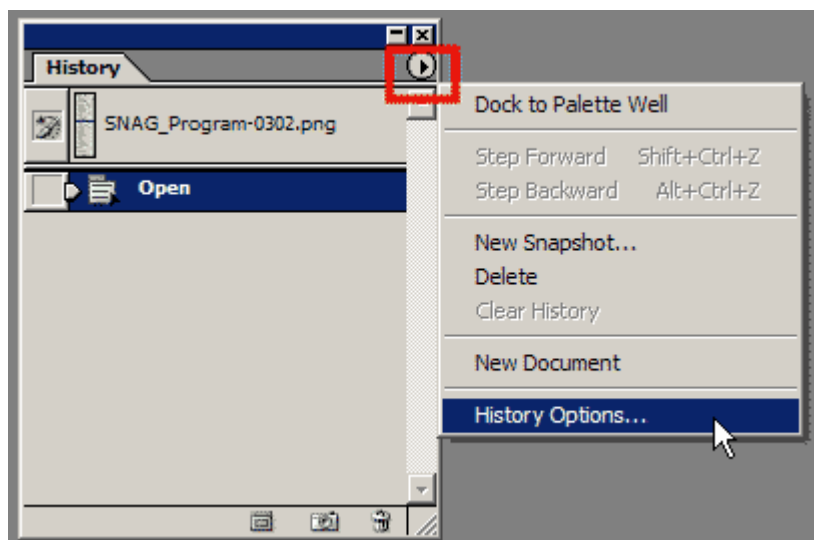 History
SNAG_Program-0302.png
Open
Dock to Palette Well
Step Forward Shift+Ctrl+Z
Step Backward Alt+Ctrl+Z
New Snapshot...
Delete
Clear History
New Document
History Options...